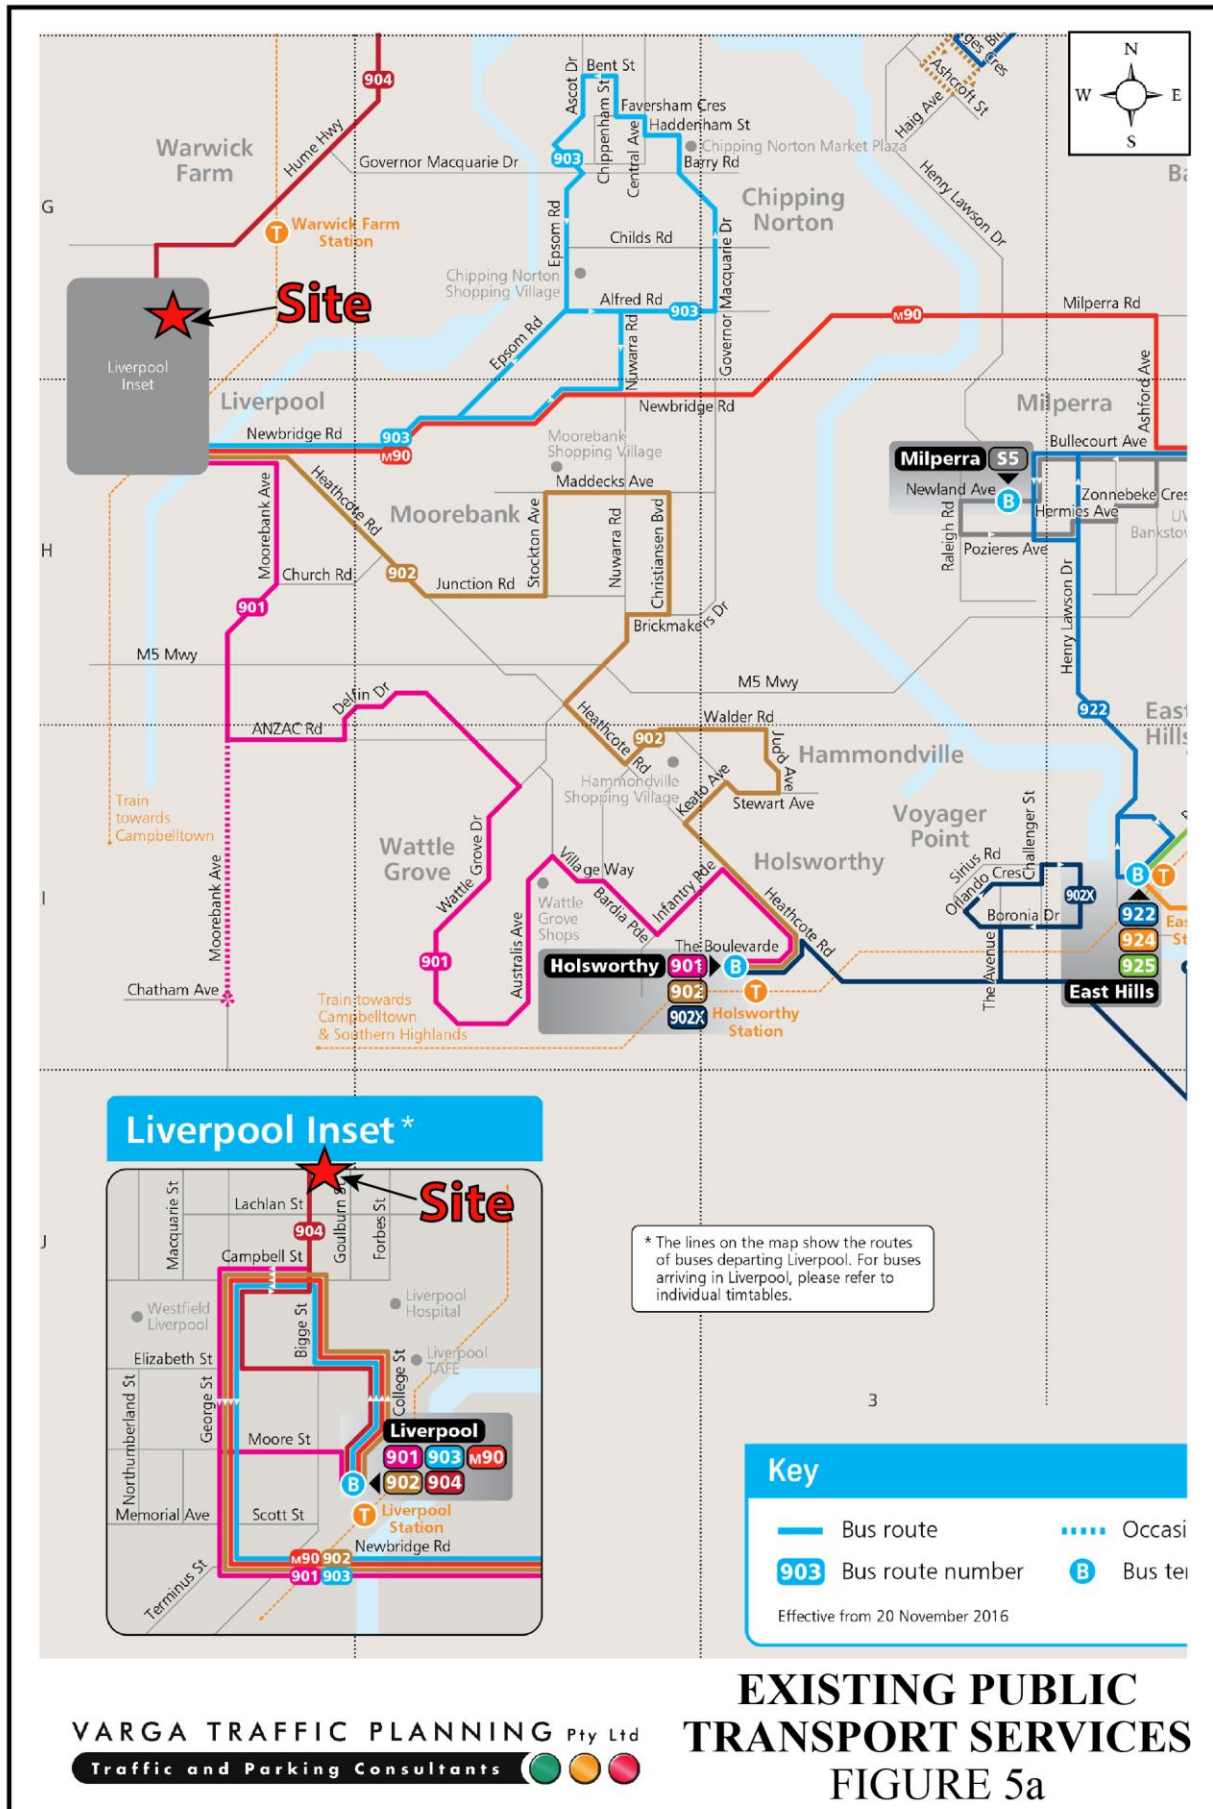 N
W E
S
904
Hume Hwy
Warwick
Farm
Governor Macquarie Dr
Ascot Dr
Bent St
Chippenham St
Faversham Cres
Haddenham St
Central Ave
Barry Rd
Chipping Norton Market Plaza
903
Haig Ave
Ashcroft St
Henry Lawson Dr
G
T
Warwick Farm
Station
Chipping
Norton
Epsom Rd
Childs Rd
Governor Macquarie Dr
Chipping Norton
Shopping Village
Alfred Rd
903
Site
Liverpool
Inset
Epsom Rd
Nuwarra Rd
M90
Milperra Rd
Liverpool
Newbridge Rd
903
M90
Newbridge Rd
Milperra
Ashford Ave
Bullecourt Ave
Moorebank
Shopping Village
Milperra S5
Newland Ave
B
Zonnebeke Cres
Hermies Ave
Raleigh Rd
Pozieres Ave
Moorebank Ave
Heathcote Rd
Moorebank
Maddecks Ave
Stockton Ave
Nuwarra Rd
Christiansen Bvd
H
Church Rd
902
Junction Rd
901
Brickmakers Dr
Henry Lawson Dr
M5 Mwy
M5 Mwy
922
Delfin Dr
ANZAC Rd
Heathcote Rd
902
Walder Rd
Judd Ave
Hammondville
Hammondville
Shopping Village
Keato Ave
Stewart Ave
Train
towards
Campbelltown
Voyager
Point
Challenger St
Wattle
Grove
Wattle Grove Dr
Village Way
Holsworthy
Sirius Rd
Orlando Cres
902X
B T
I
Moorebank Ave
Wattle
Grove
Shops
Bardia Pde
Infantry Pde
Heathcote Rd
Boronia Dr
922
924
925
East Hills
901
Australis Ave
The Boulevarde
The Avenue
Holsworthy 901 B
902
902X
T
Holsworthy
Station
Chatham Ave
Train towards
Campbelltown
& Southern Highlands
Liverpool Inset *
Site
Macquarie St
Lachlan St
Goulburn St
Forbes St
904
J
Campbell St
Westfield
Liverpool
Bigge St
Liverpool
Hospital
Elizabeth St
College St
Liverpool
TAFE
Northumberland St
George St
Moore St
Liverpool
901 903 M90
B 902 904
Memorial Ave
Scott St
T
Liverpool
Station
Newbridge Rd
M90 902
901 903
Terminus St
* The lines on the map show the routes
of buses departing Liverpool. For buses
arriving in Liverpool, please refer to
individual timtables.
3
Key
Bus route
Occasi
903 Bus route number
B Bus ter
Effective from 20 November 2016
VARGA TRAFFIC PLANNING Pty Ltd
Traffic and Parking Consultants
EXISTING PUBLIC
TRANSPORT SERVICES
FIGURE 5a